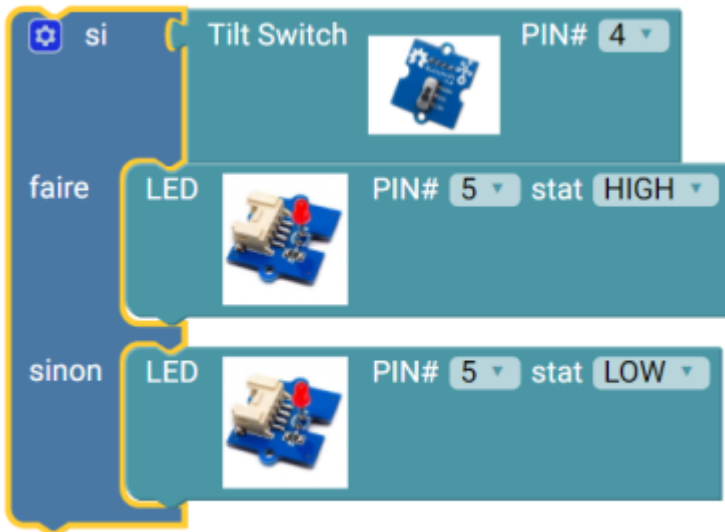 si Tilt Switch PIN# 4
faire LED PIN# 5 stat HIGH
sinon LED PIN# 5 stat LOW